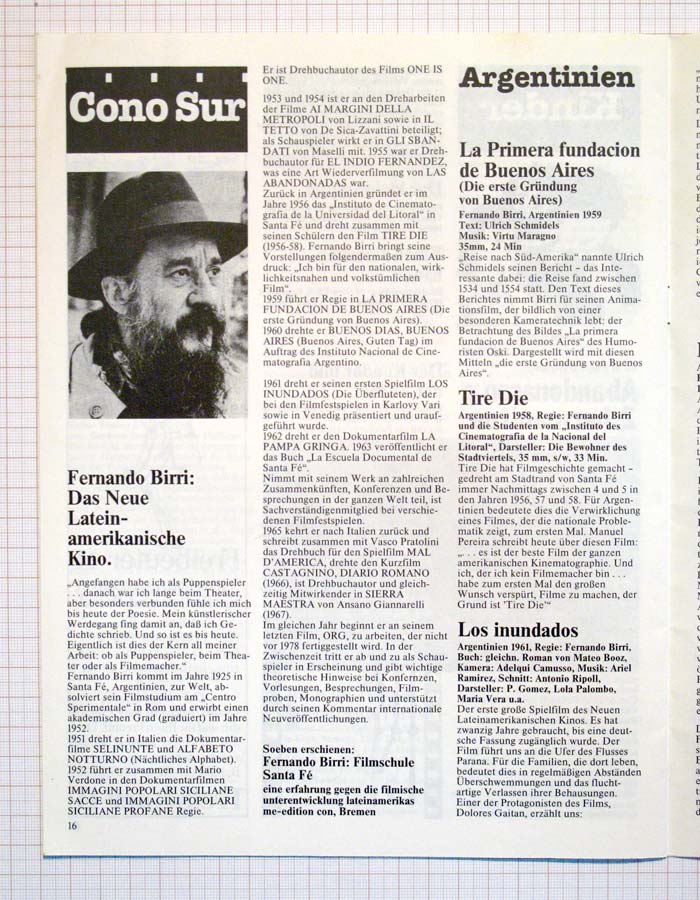 Cono Sur
Fernando Birri:
Das Neue
Latein-
amerikanische
Kino.
„Angefangen habe ich als Puppenspieler
. . . danach war ich lange beim Theater,
aber besonders verbunden fühle ich mich
bis heute der Poesie. Mein künstlerischer
Werdegang fing damit an, daß ich Ge-
dichte schrieb. Und so ist es bis heute.
Eigentlich ist dies der Kern all meiner
Arbeit: ob als Puppenspieler, beim Thea-
ter oder als Filmemacher.“
Fernando Birri kommt im Jahre 1925 in
Santa Fé, Argentinien, zur Welt, ab-
solviert sein Filmstudium am „Centro
Sperimentale“ in Rom und erwirbt einen
akademischen Grad (graduiert) im Jahre
1952.
1951 dreht er in Italien die Dokumentar-
filme SELINUNTE und ALFABETO
NOTTURNO (Nächtliches Alphabet).
1952 führt er zusammen mit Mario
Verdone in den Dokumentarfilmen
IMMAGINI POPOLARI SICILIANE
SACCE und IMMAGINI POPOLARI
SICILIANE PROFANE Regie.
16
Er ist Drehbuchautor des Films ONE IS
ONE.
1953 und 1954 ist er an den Dreharbeiten
der Filme AI MARGINI DELLA
METROPOLI von Lizzani sowie in IL
TETTO von De Sica-Zavattini beteiligt;
als Schauspieler wirkt er in GLI SBAN-
DATI von Maselli mit. 1955 war er Dreh-
buchautor für EL INDIO FERNANDEZ,
was eine Art Wiederverfilmung von LAS
ABANDONADAS war.
Zurück in Argentinien gründet er im
Jahre 1956 das „Instituto de Cinemato-
grafia de la Universidad del Litoral“ in
Santa Fé und dreht zusammen mit
seinen Schülern den Film TIRE DIE
(1956-58). Fernando Birri bringt seine
Vorstellungen folgendermaßen zum Aus-
druck: „Ich bin für den nationalen, wirk-
lichkeitsnahen und volkstümlichen
Film“.
1959 führt er Regie in LA PRIMERA
FUNDACION DE BUENOS AIRES (Die
erste Gründung von Buenos Aires).
1960 drehte er BUENOS DIAS, BUENOS
AIRES (Buenos Aires, Guten Tag) im
Auftrag des Instituto Nacional de Cine-
matografia Argentino.
1961 dreht er seinen ersten Spielfilm LOS
INUNDADOS (Die Überfluteten), der
bei den Filmfestspielen in Karlovy Vari
sowie in Venedig präsentiert und urauf-
geführt wurde.
1962 dreht er den Dokumentarfilm LA
PAMPA GRINGA. 1963 veröffentlicht er
das Buch „La Escuela Documental de
Santa Fé“.
Nimmt mit seinem Werk an zahlreichen
Zusammenkünften, Konferenzen und Be-
sprechungen in der ganzen Welt teil, ist
Sachverständigenmitglied bei verschie-
denen Filmfestspielen.
1965 kehrt er nach Italien zurück und
schreibt zusammen mit Vasco Pratolini
das Drehbuch für den Spielfilm MAL
D'AMERICA, drehte den Kurzfilm
CASTAGNINO, DIARIO ROMANO
(1966), ist Drehbuchautor und gleich-
zeitig Mitwirkender in SIERRA
MAESTRA von Ansano Giannarelli
(1967).
Im gleichen Jahr beginnt er an seinem
letzten Film, ORG, zu arbeiten, der nicht
vor 1978 fertiggestellt wird. In der
Zwischenzeit tritt er ab und zu als Schau-
spieler in Erscheinung und gibt wichtige
theoretische Hinweise bei Konfernzen,
Vorlesungen, Besprechungen, Film-
proben, Monographien und unterstützt
durch seinen Kommentar internationale
Neuveröffentlichungen.
Soeben erschienen:
Fernando Birri: Filmschule
Santa Fé
eine erfahrung gegen die filmische
unterentwicklung lateinamerikas
me-edition con, Bremen
Argentinien
La Primera fundacion
de Buenos Aires
(Die erste Gründung
von Buenos Aires)
Fernando Birri, Argentinien 1959
Text: Ulrich Schmidels
Musik: Virtu Maragno
35mm, 24 Min
„Reise nach Süd-Amerika“ nannte Ulrich
Schmidels seinen Bericht – das Inte-
ressante dabei: die Reise fand zwischen
1534 und 1554 statt. Den Text dieses
Berichtes nimmt Birri für seinen Anima-
tionsfilm, der bildlich von einer
besonderen Kameratechnik lebt: der
Betrachtung des Bildes „La primera
fundacion de Buenos Aires“ des Humo-
risten Oski. Dargestellt wird mit diesen
Mitteln „die erste Gründung von Buenos
Aires“.
Tire Die
Argentinien 1958, Regie: Fernando Birri
und die Studenten vom „Instituto des
Cinematografia de la Nacional del
Litoral“, Darsteller: Die Bewohner des
Stadtviertels, 35 mm, s/w, 33 Min.
Tire Die hat Filmgeschichte gemacht –
gedreht am Stadtrand von Santa Fé
immer Nachmittags zwischen 4 und 5 in
den Jahren 1956, 57 und 58. Für Argen-
tinien bedeutete dies die Verwirklichung
eines Filmes, der die nationale Proble-
matik zeigt, zum ersten Mal. Manuel
Pereira schreibt heute über diesen Film:
„. . . es ist der beste Film der ganzen
amerikanischen Kinematographie. Und
ich, der ich kein Filmemacher bin . . .
habe zum ersten Mal den großen
Wunsch verspürt, Filme zu machen, der
Grund ist 'Tire Die'“
Los inundados
Argentinien 1961, Regie: Fernando Birri,
Buch: gleichn. Roman von Mateo Booz,
Kamera: Adelqui Camusso, Musik: Ariel
Ramirez, Schnitt: Antonio Ripoll,
Darsteller: P. Gomez, Lola Palombo,
Maria Vera u.a.
Der erste große Spielfilm des Neuen
Lateinamerikanischen Kinos. Es hat
zwanzig Jahre gebraucht, bis eine deut-
sche Fassung zugänglich wurde. Der
Film führt uns an die Ufer des Flusses
Parana. Für die Familien, die dort leben,
bedeutet dies in regelmäßigen Abständen
Überschwemmungen und das flucht-
artige Verlassen ihrer Behausungen.
Einer der Protagonisten des Films,
Dolores Gaitan, erzählt uns: